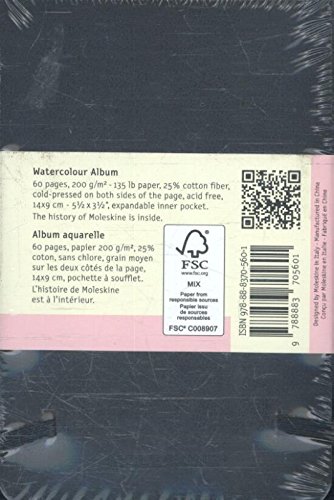 Watercolour Album
60 pages, 200 g/m² - 135 lb paper, 25% cotton fiber,
cold-pressed on both sides of the page, acid free,
14x9 cm - 5½ x 3½", expandable inner pocket.
The history of Moleskine is inside.
Album aquarelle
60 pages, papier 200 g/m², 25%
coton, sans chlore, grain moyen
sur les deux côtés de la page,
14x9 cm, pochette à soufflet.
L'histoire de Moleskine
est à l'intérieur.
FSC
www.fsc.org
MIX
Paper from
responsible sources
Papier issu
de sources
responsables
FSC® C008907
ISBN 978-88-8370-560-1
9 788883 705601
Designed by Moleskine in Italy - Manufactured in China
Conçu par Moleskine en Italie - Fabriqué en Chine